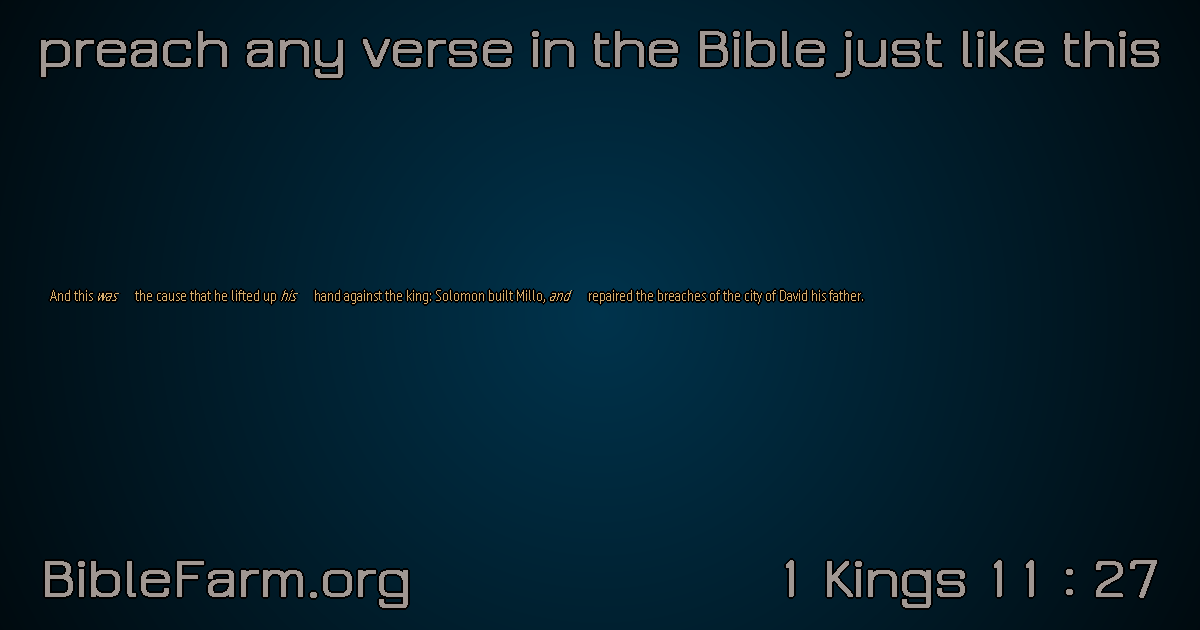 preach any verse in the Bible just like this
And this was the cause that he lifted up his hand against the king: Solomon built Millo, and repaired the breaches of the city of David his father.
BibleFarm.org
1 Kings 11 : 27